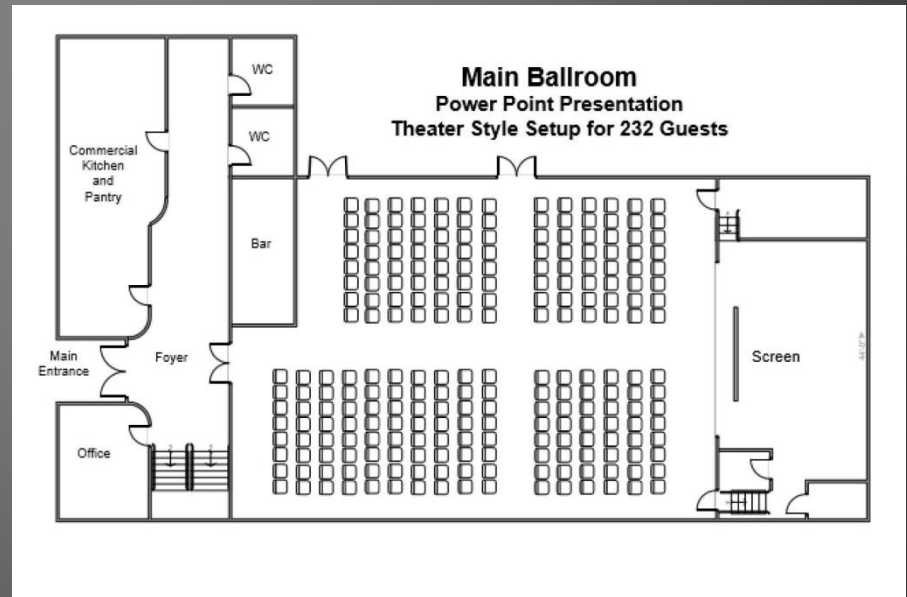 Main Ballroom
Power Point Presentation
Theater Style Setup for 232 Guests
WC
WC
Commercial
Kitchen
and
Pantry
Bar
Main
Entrance
Foyer
Screen
Office